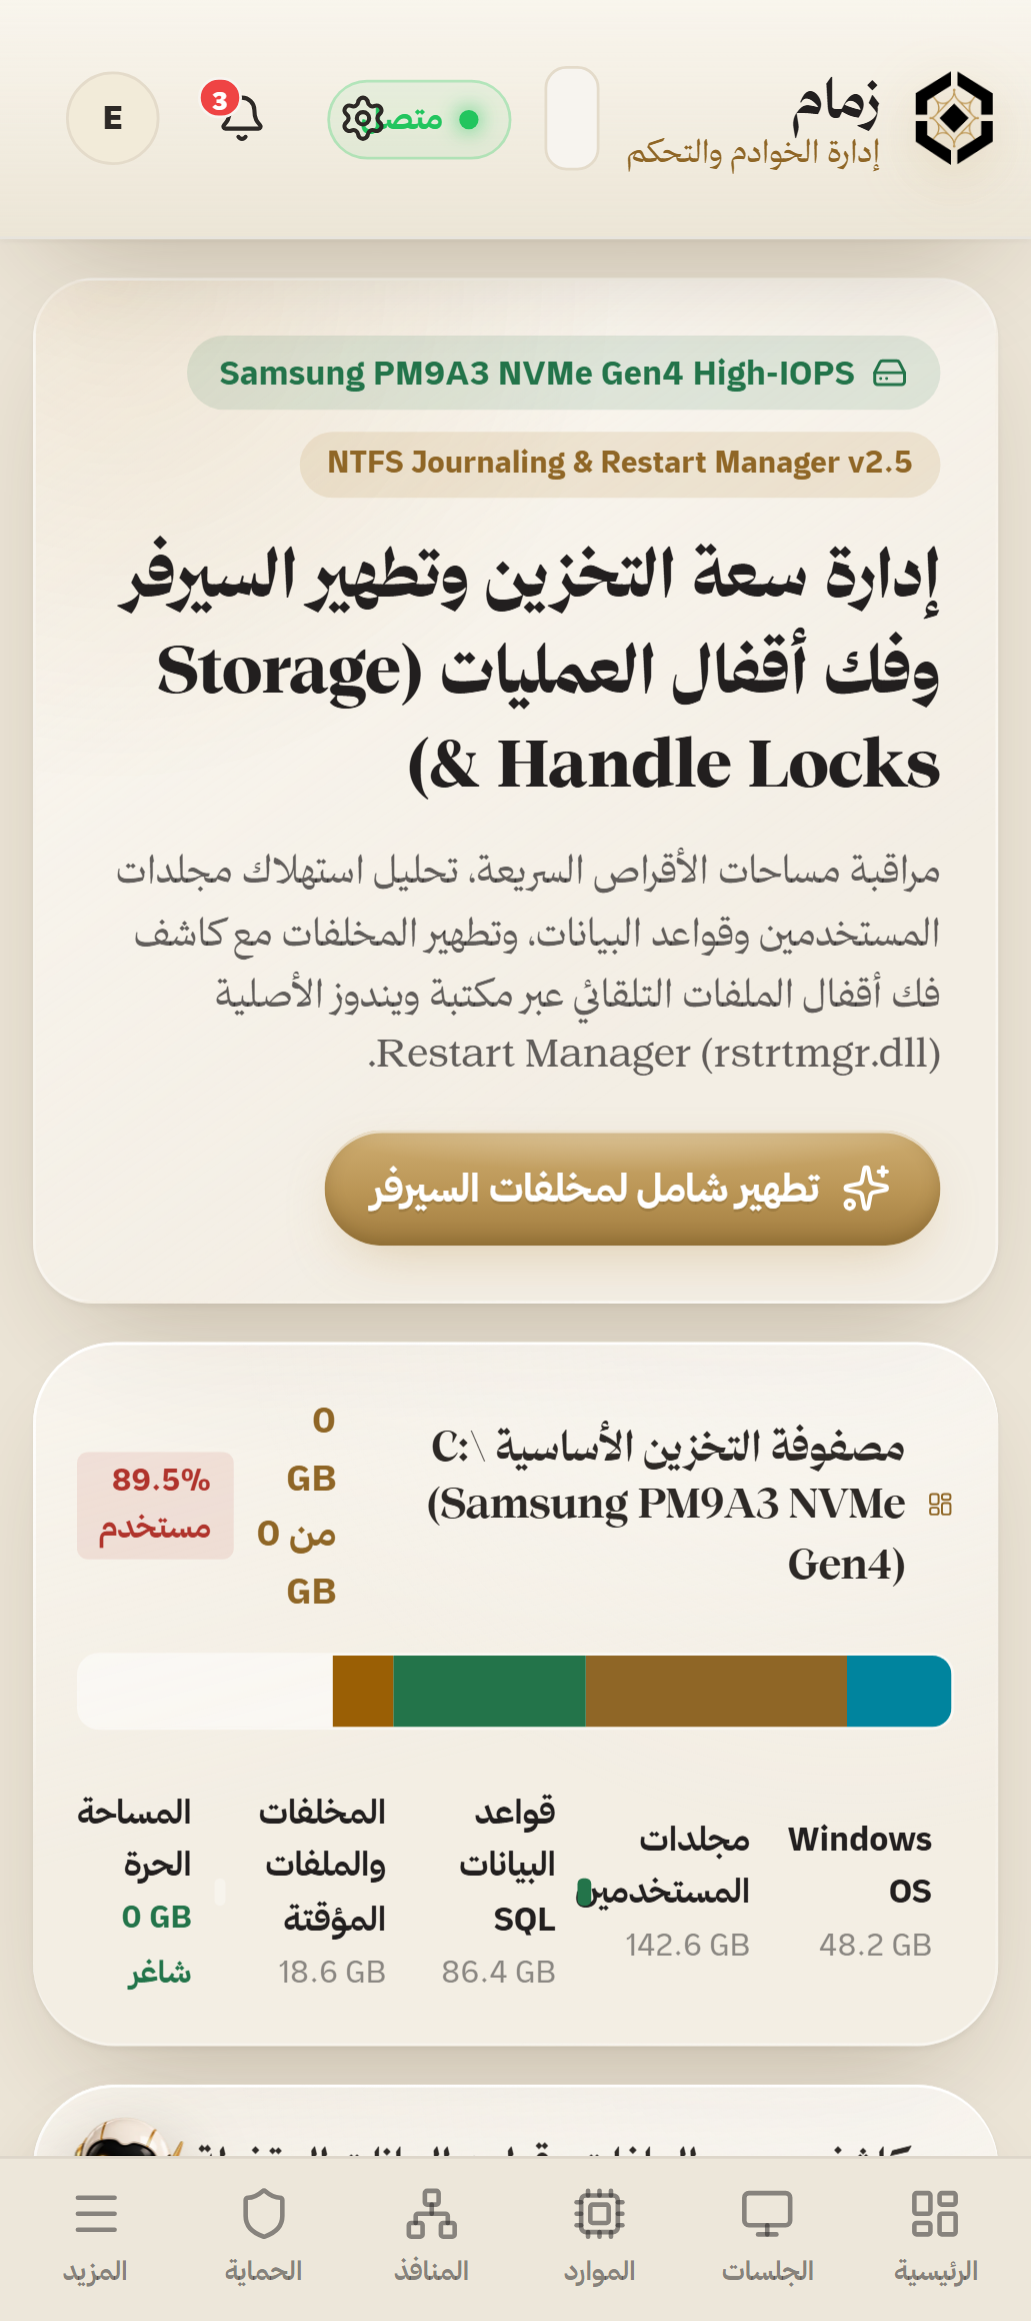 زمام
إدارة الخوادم والتحكم
متصل
3
E
Samsung PM9A3 NVMe Gen4 High-IOPS
NTFS Journaling & Restart Manager v2.5
إدارة سعة التخزين وتطهير السيرفر
وفك أقفال العمليات (Storage
& Handle Locks)
مراقبة مساحات الأقراص السريعة، تحليل استهلاك مجلدات
المستخدمين وقواعد البيانات، وتطهير المخلفات مع كاشف
فك أقفال الملفات التلقائي عبر مكتبة ويندوز الأصلية
Restart Manager (rstrtmgr.dll).
تطهير شامل لمخلفات السيرفر
مصفوفة التخزين الأساسية C:\
(Samsung PM9A3 NVMe
Gen4)
0
GB
من 0
GB
89.5%
مستخدم
Windows
OS
48.2 GB
مجلدات
المستخدمين
142.6 GB
قواعد
البيانات
SQL
86.4 GB
المخلفات
والملفات
المؤقتة
18.6 GB
المساحة
الحرة
0 GB
شاغر
الرئيسية
الجلسات
الموارد
المنافذ
الحماية
المزيد